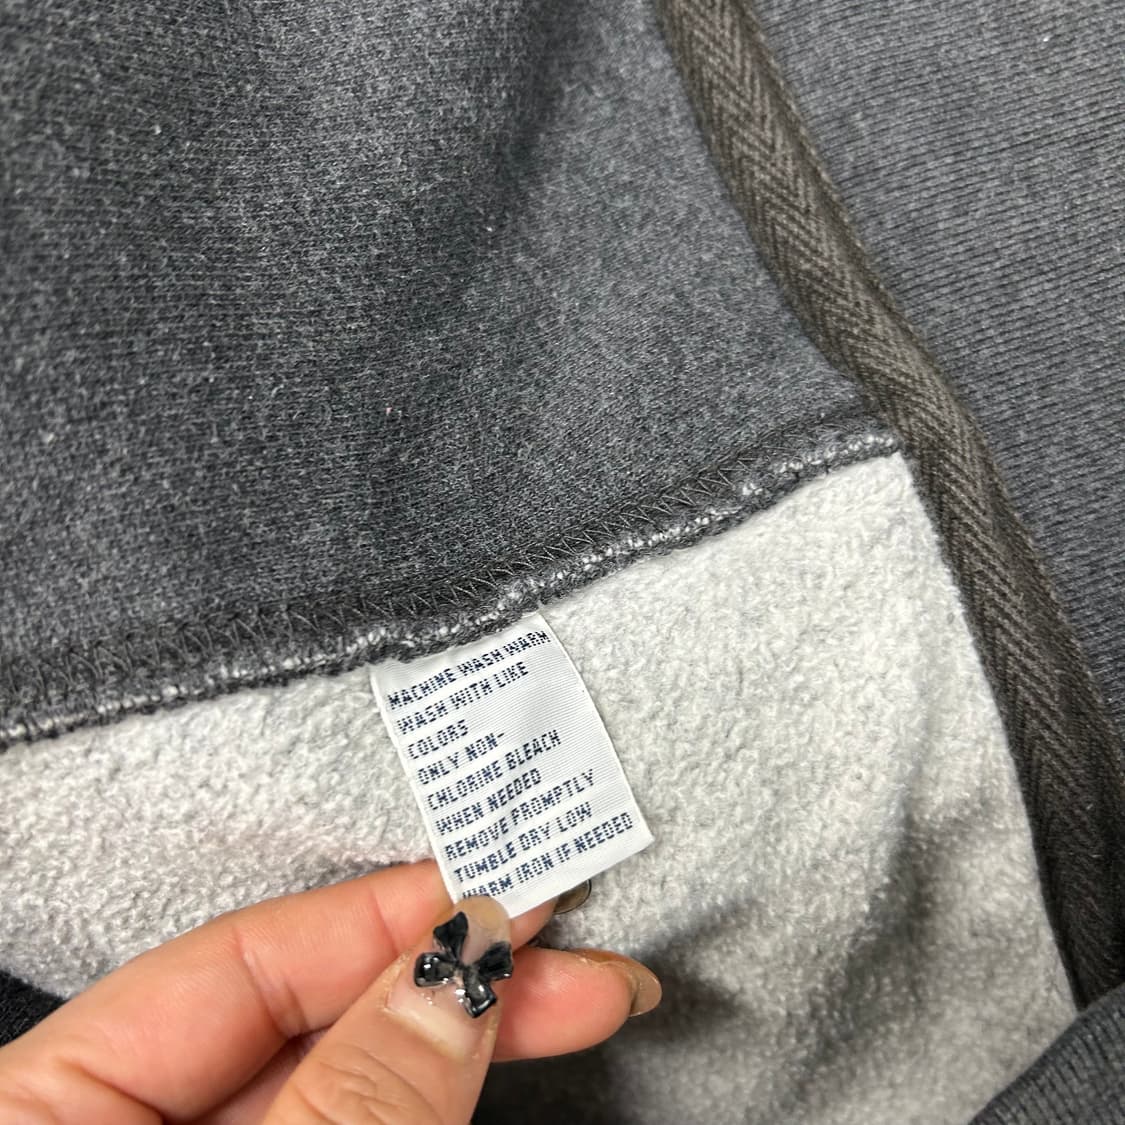 MACHINE WASH WARM
WASH WITH LIKE
COLORS
ONLY NON-
CHLORINE BLEACH
WHEN NEEDED
REMOVE PROMPTLY
TUMBLE DRY LOW
WARM IRON IF NEEDED